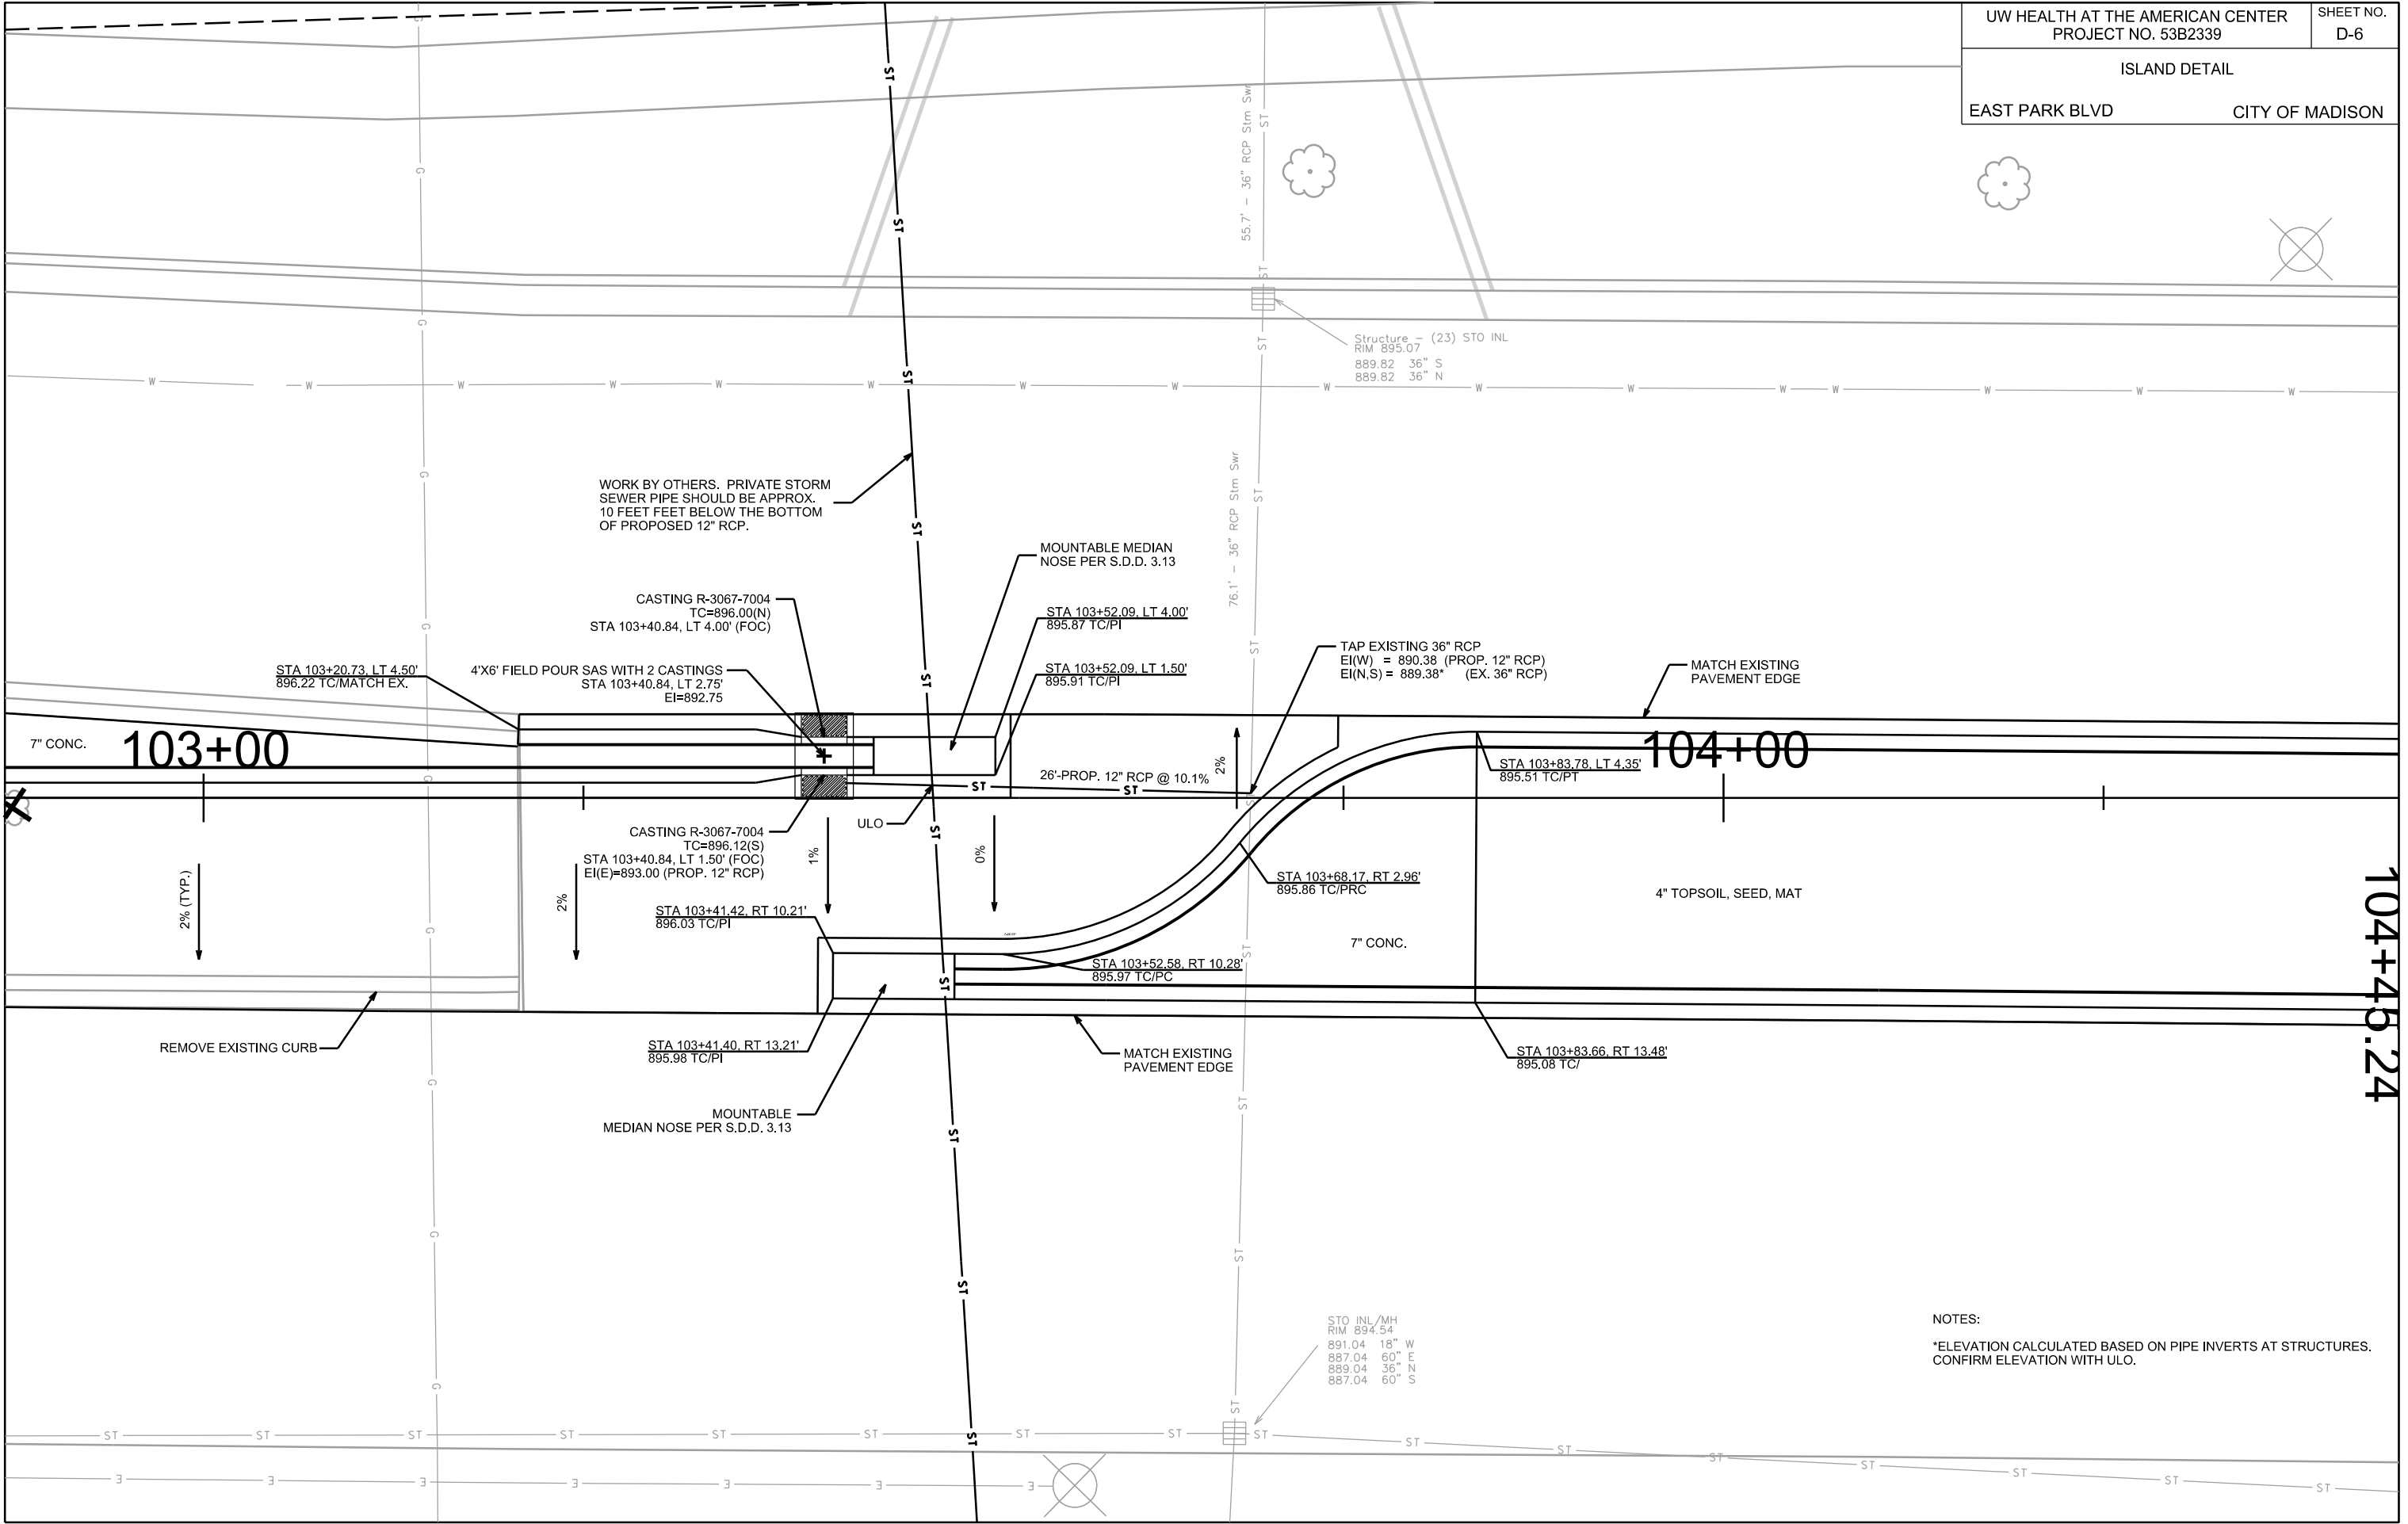 UW HEALTH AT THE AMERICAN CENTER
PROJECT NO. 53B2339
SHEET NO.
D-6
ISLAND DETAIL
EAST PARK BLVD
CITY OF MADISON
55.7' - 36" RCP Stm Swr
Structure - (23) STO INL
RIM 895.07
889.82 36" S
889.82 36" N
WORK BY OTHERS. PRIVATE STORM
SEWER PIPE SHOULD BE APPROX.
10 FEET FEET BELOW THE BOTTOM
OF PROPOSED 12" RCP.
76.1' - 36" RCP Stm Swr
MOUNTABLE MEDIAN
NOSE PER S.D.D. 3.13
CASTING R-3067-7004
TC=896.00(N)
STA 103+40.84, LT 4.00' (FOC)
STA 103+52.09, LT 4.00'
895.87 TC/PI
STA 103+20.73, LT 4.50'
896.22 TC/MATCH EX.
4'X6' FIELD POUR SAS WITH 2 CASTINGS
STA 103+40.84, LT 2.75'
EI=892.75
STA 103+52.09, LT 1.50'
895.91 TC/PI
TAP EXISTING 36" RCP
EI(W) = 890.38 (PROP. 12" RCP)
EI(N,S) = 889.38* (EX. 36" RCP)
MATCH EXISTING
PAVEMENT EDGE
7" CONC.
103+00
104+00
26'-PROP. 12" RCP @ 10.1%
2%
STA 103+83.78, LT 4.35'
895.51 TC/PT
CASTING R-3067-7004
TC=896.12(S)
STA 103+40.84, LT 1.50' (FOC)
EI(E)=893.00 (PROP. 12" RCP)
ULO
1%
0%
2% (TYP.)
2%
STA 103+68.17, RT 2.96'
895.86 TC/PRC
4" TOPSOIL, SEED, MAT
STA 103+41.42, RT 10.21'
896.03 TC/PI
7" CONC.
STA 103+52.58, RT 10.28'
895.97 TC/PC
104+45.24
REMOVE EXISTING CURB
STA 103+41.40, RT 13.21'
895.98 TC/PI
MATCH EXISTING
PAVEMENT EDGE
STA 103+83.66, RT 13.48'
895.08 TC/
MOUNTABLE
MEDIAN NOSE PER S.D.D. 3.13
STO INL/MH
RIM 894.54
891.04 18" W
887.04 60" E
889.04 36" N
887.04 60" S
NOTES:
*ELEVATION CALCULATED BASED ON PIPE INVERTS AT STRUCTURES.
CONFIRM ELEVATION WITH ULO.